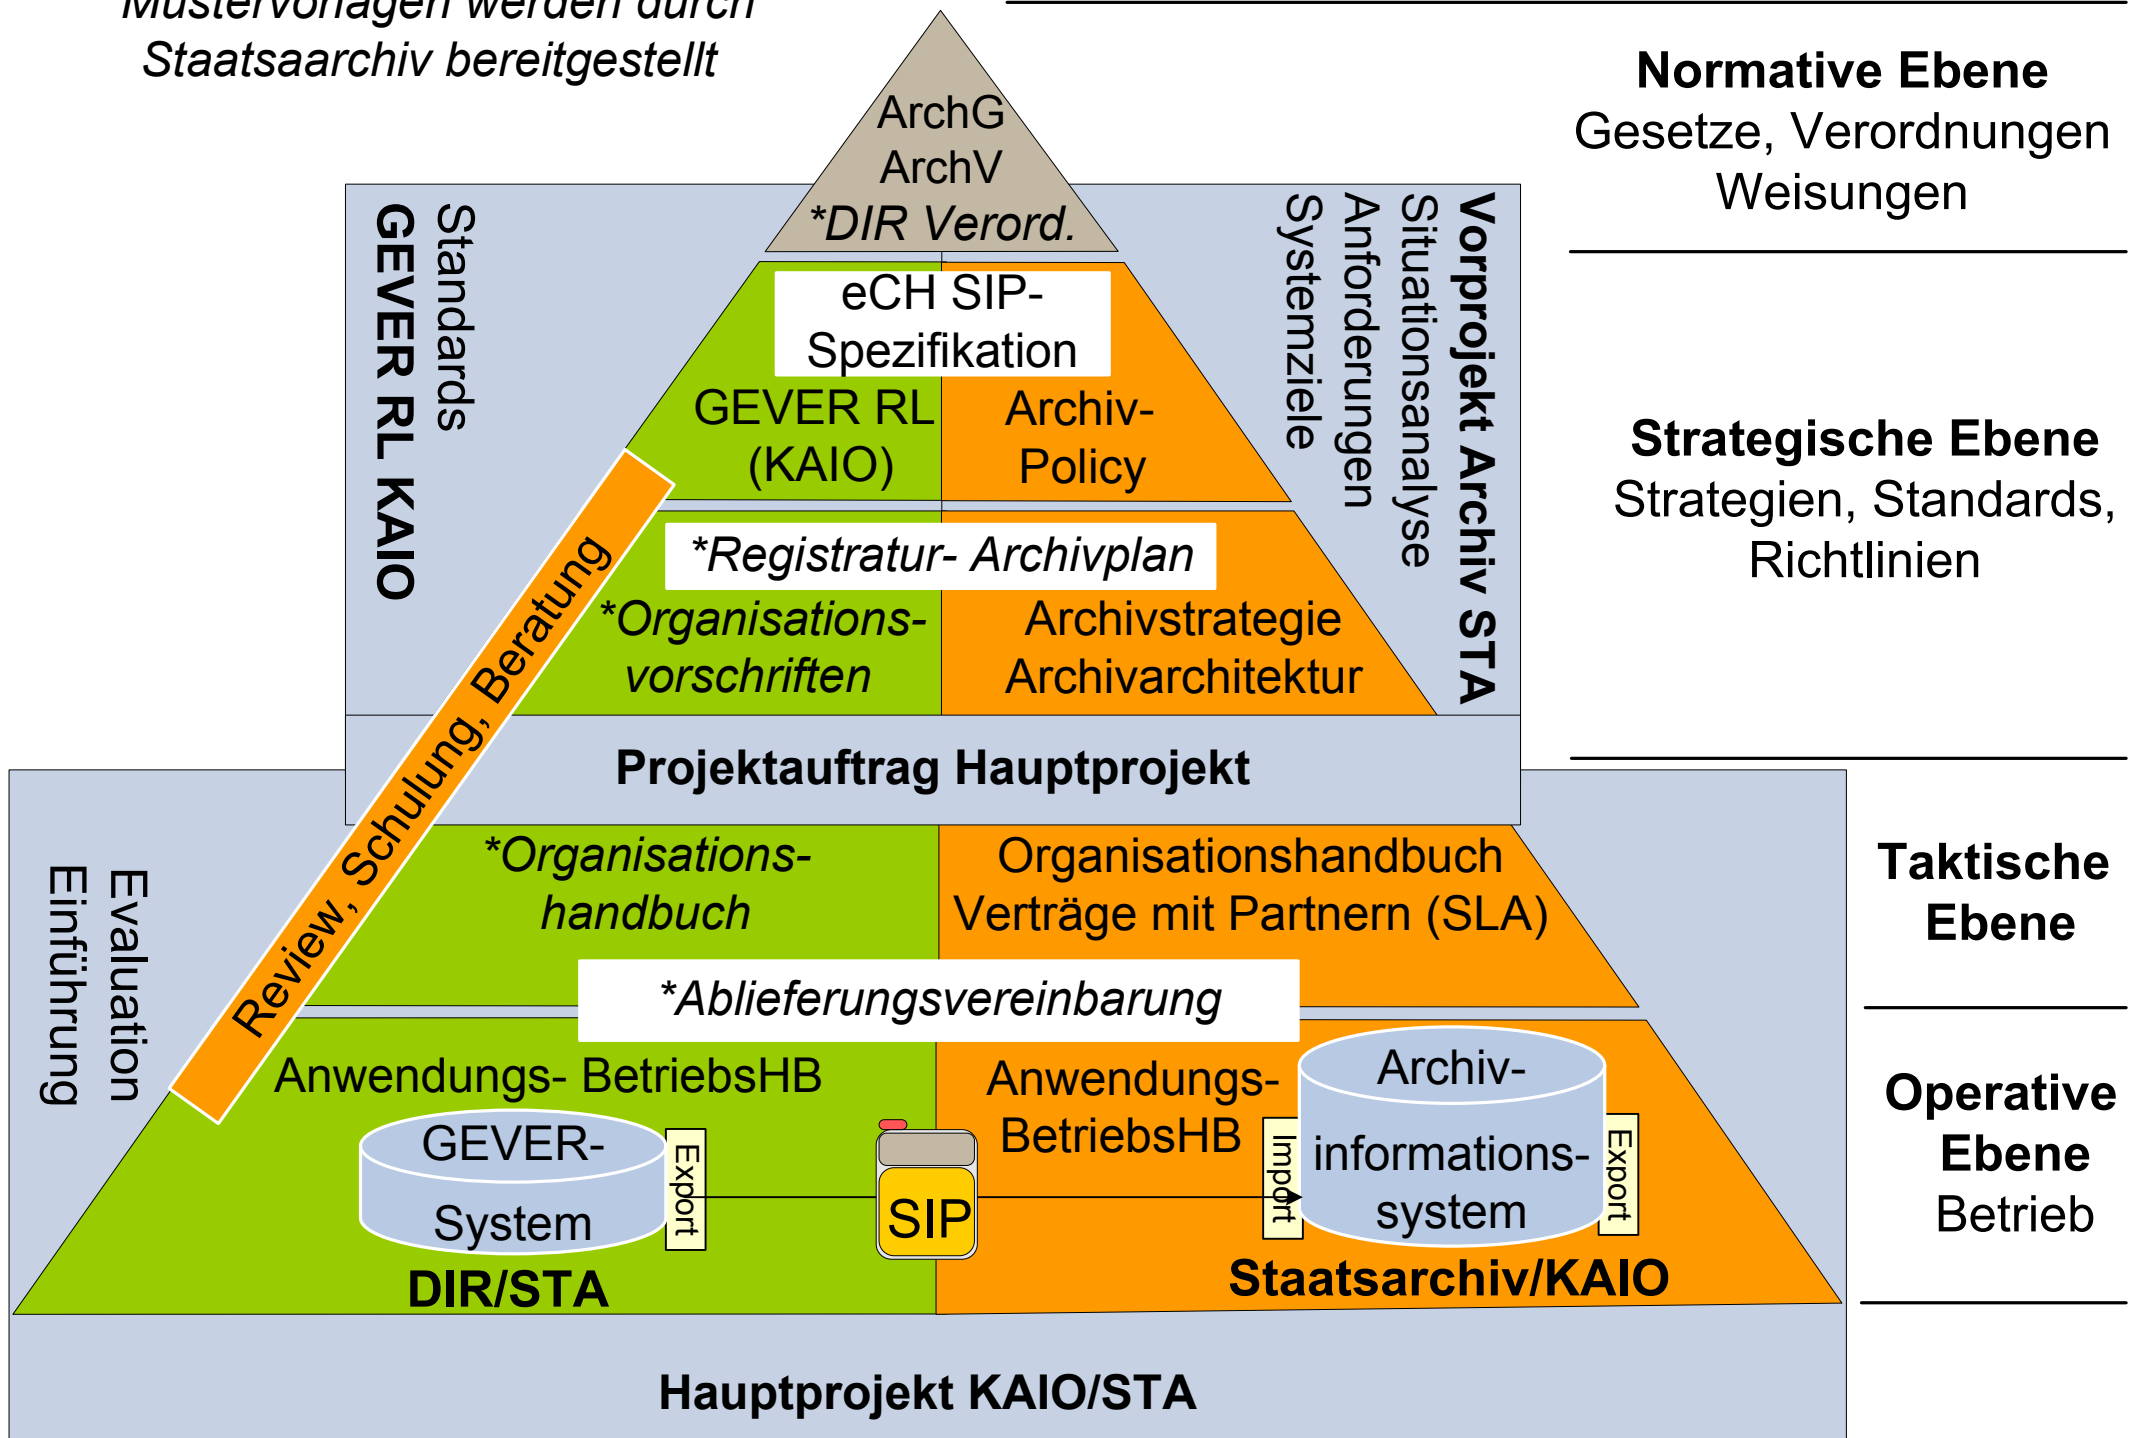 Mustervorlagen werden durch
Staatsaarchiv bereitgestellt
ArchG
ArchV
*DIR Verord.
Normative Ebene
Gesetze, Verordnungen
Weisungen
Standards
GEVER RL KAIO
Vorprojekt Archiv STA
Situationsanalyse
Anforderungen
Systemziele
eCH SIP-
Spezifikation
GEVER RL
(KAIO)
Archiv-
Policy
Strategische Ebene
Strategien, Standards,
Richtlinien
*Registratur- Archivplan
*Organisations-
vorschriften
Archivstrategie
Archivarchitektur
Review, Schulung, Beratung
Projektauftrag Hauptprojekt
Evaluation
Einführung
*Organisations-
handbuch
Organisationshandbuch
Verträge mit Partnern (SLA)
Taktische
Ebene
*Ablieferungsvereinbarung
Anwendungs- BetriebsHB
Anwendungs-
BetriebsHB
GEVER-
System
Export
SIP
Import
Archiv-
informations-
system
Export
Operative
Ebene
Betrieb
DIR/STA
Staatsarchiv/KAIO
Hauptprojekt KAIO/STA